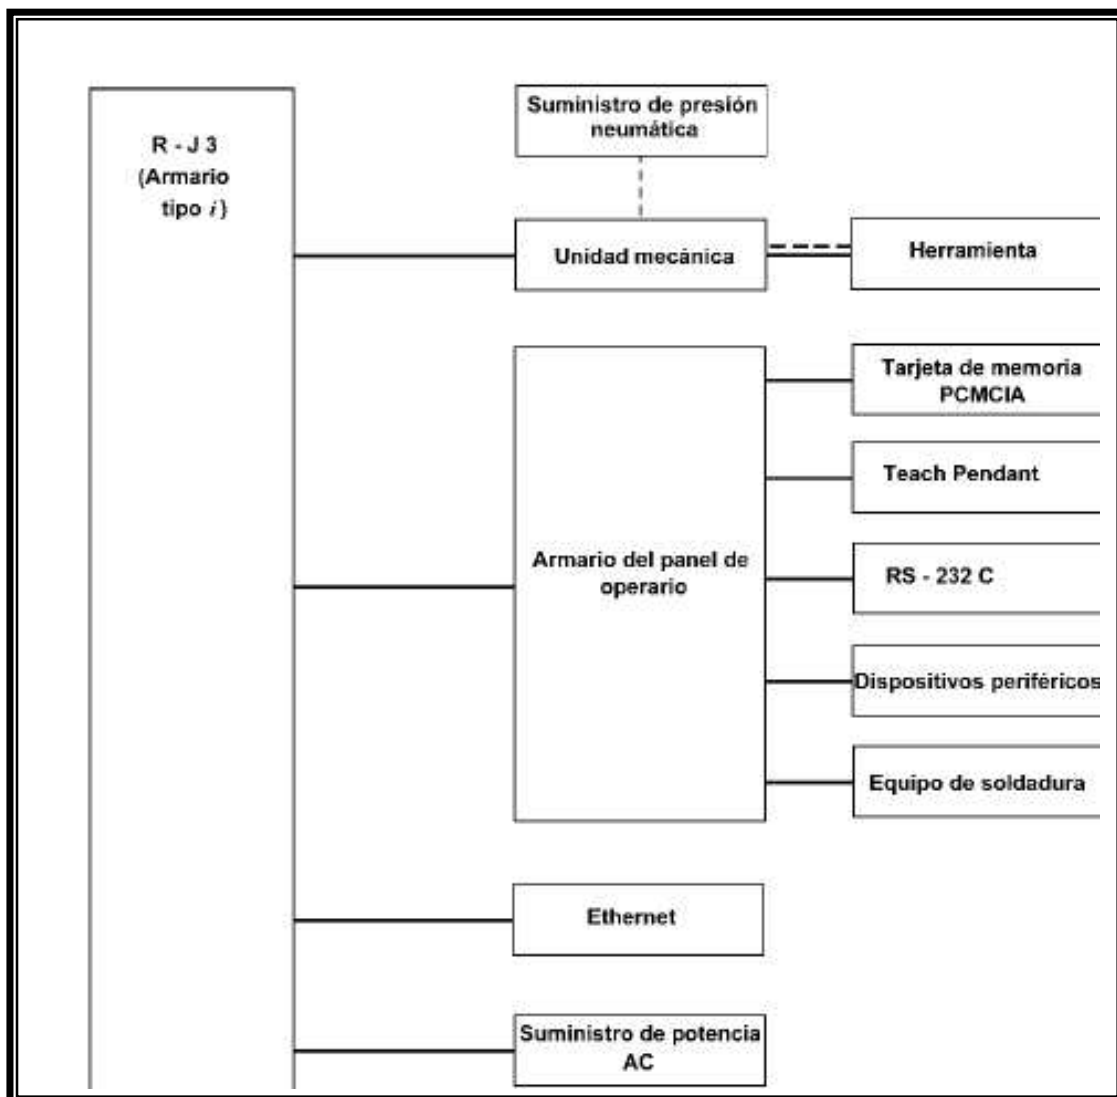 R - J 3
(Armario
tipo i)
Suministro de presión
neumática
Unidad mecánica
Herramienta
Armario del panel de
operario
Tarjeta de memoria
PCMCIA
Teach Pendant
RS - 232 C
Dispositivos periféricos
Equipo de soldadura
Ethernet
Suministro de potencia
AC